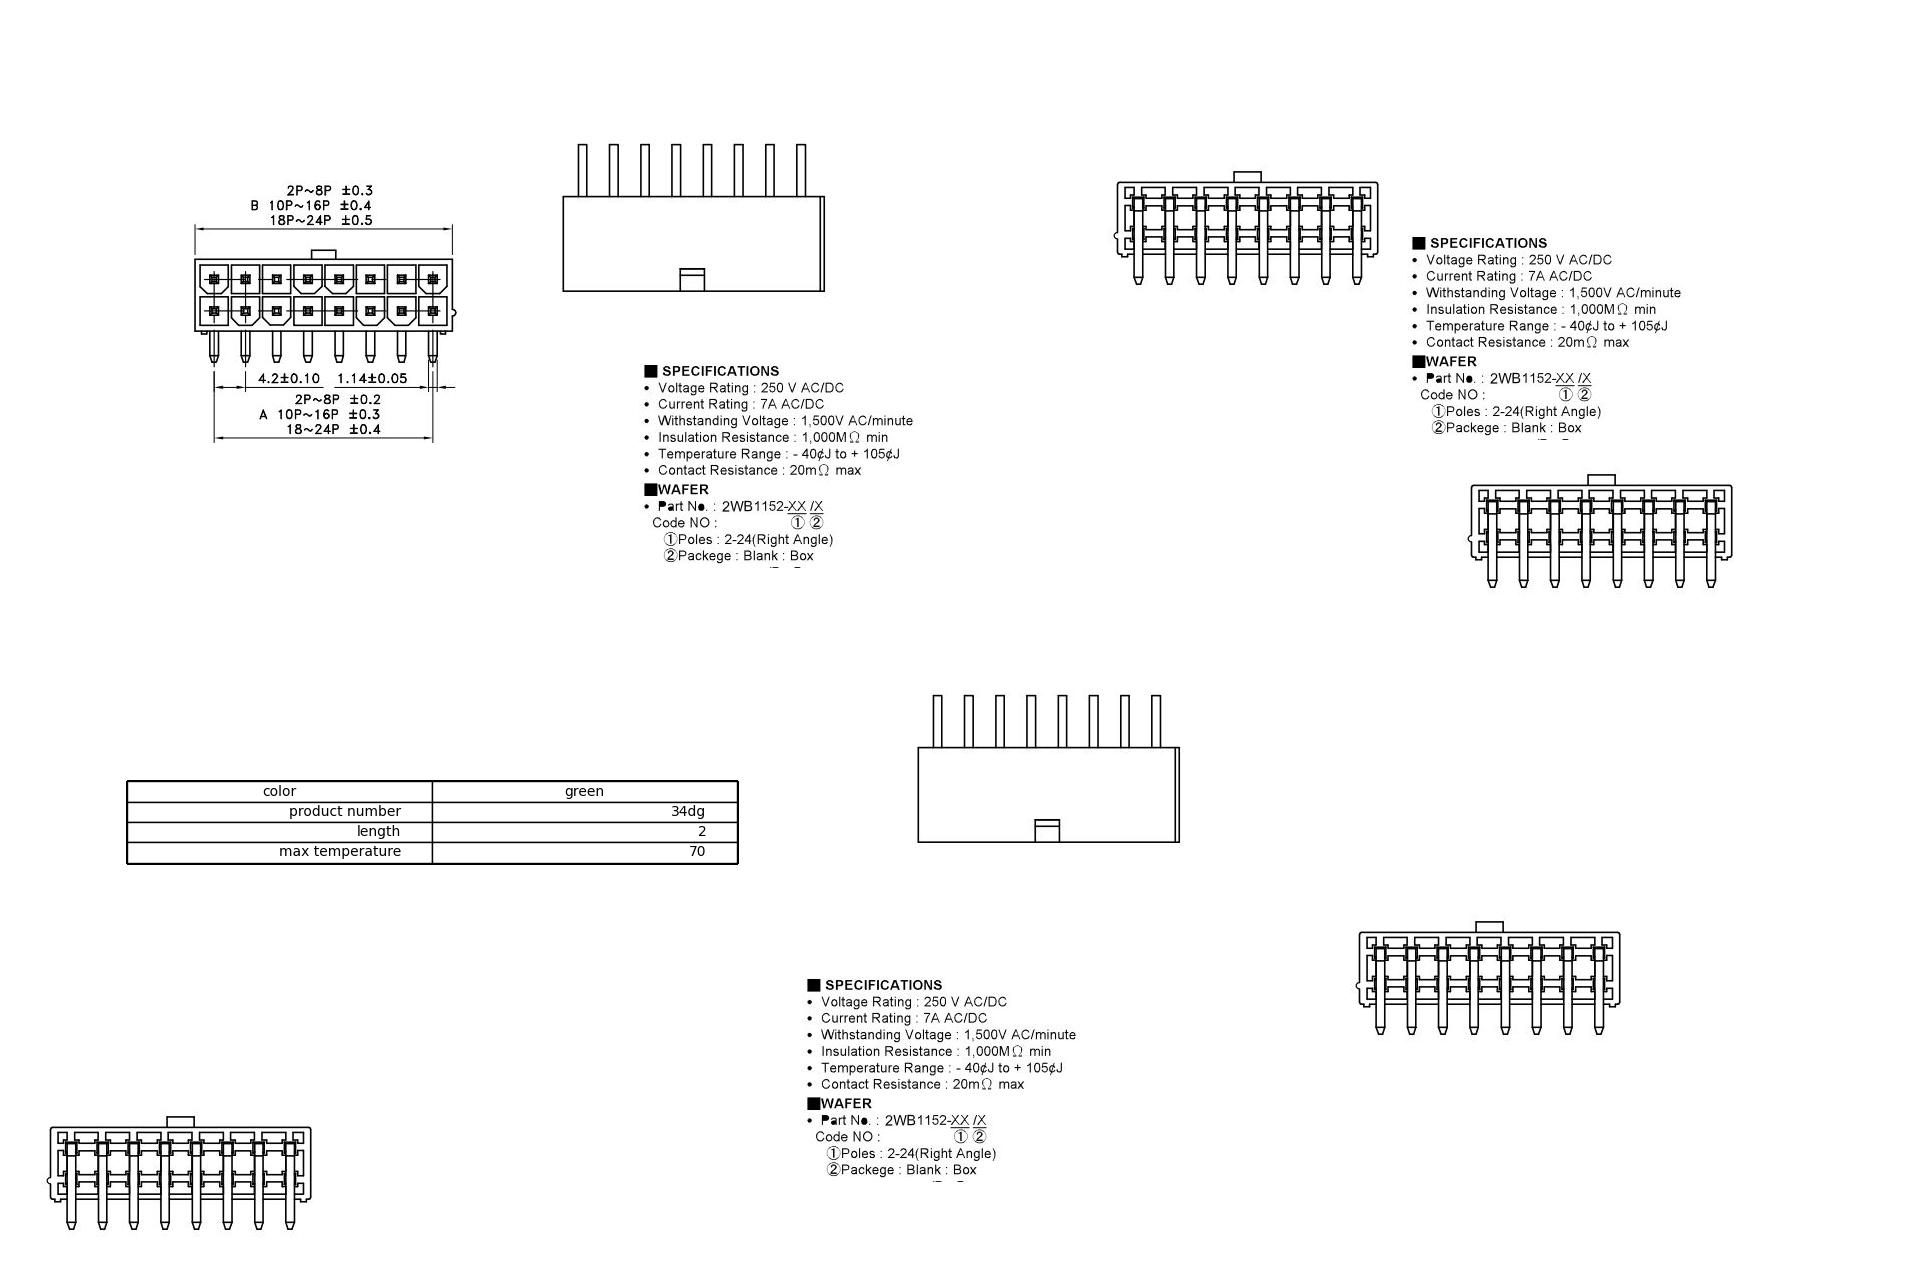 2P~8P ±0.3
B 10P~16P ±0.4
18P~24P ±0.5
4.2±0.10 1.14±0.05
2P~8P ±0.2
A 10P~16P ±0.3
18~24P ±0.4
■ SPECIFICATIONS
• Voltage Rating : 250 V AC/DC
• Current Rating : 7A AC/DC
• Withstanding Voltage : 1,500V AC/minute
• Insulation Resistance : 1,000MΩ min
• Temperature Range : - 40¢J to + 105¢J
• Contact Resistance : 20mΩ max
■WAFER
• Part No. : 2WB1152-XX /X
Code NO : ① ②
①Poles : 2-24(Right Angle)
②Packege : Blank : Box
■ SPECIFICATIONS
• Voltage Rating : 250 V AC/DC
• Current Rating : 7A AC/DC
• Withstanding Voltage : 1,500V AC/minute
• Insulation Resistance : 1,000MΩ min
• Temperature Range : - 40¢J to + 105¢J
• Contact Resistance : 20mΩ max
■WAFER
• Part No. : 2WB1152-XX /X
Code NO : ① ②
①Poles : 2-24(Right Angle)
②Packege : Blank : Box
color green
product number 34dg
length 2
max temperature 70
■ SPECIFICATIONS
• Voltage Rating : 250 V AC/DC
• Current Rating : 7A AC/DC
• Withstanding Voltage : 1,500V AC/minute
• Insulation Resistance : 1,000MΩ min
• Temperature Range : - 40¢J to + 105¢J
• Contact Resistance : 20mΩ max
■WAFER
• Part No. : 2WB1152-XX /X
Code NO : ① ②
①Poles : 2-24(Right Angle)
②Packege : Blank : Box